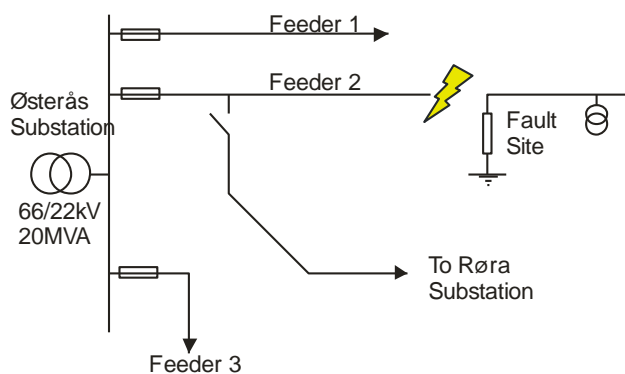 Feeder 1
Feeder 2
Østerås
Substation
Fault
Site
66/22kV
20MVA
To Røra
Substation
Feeder 3